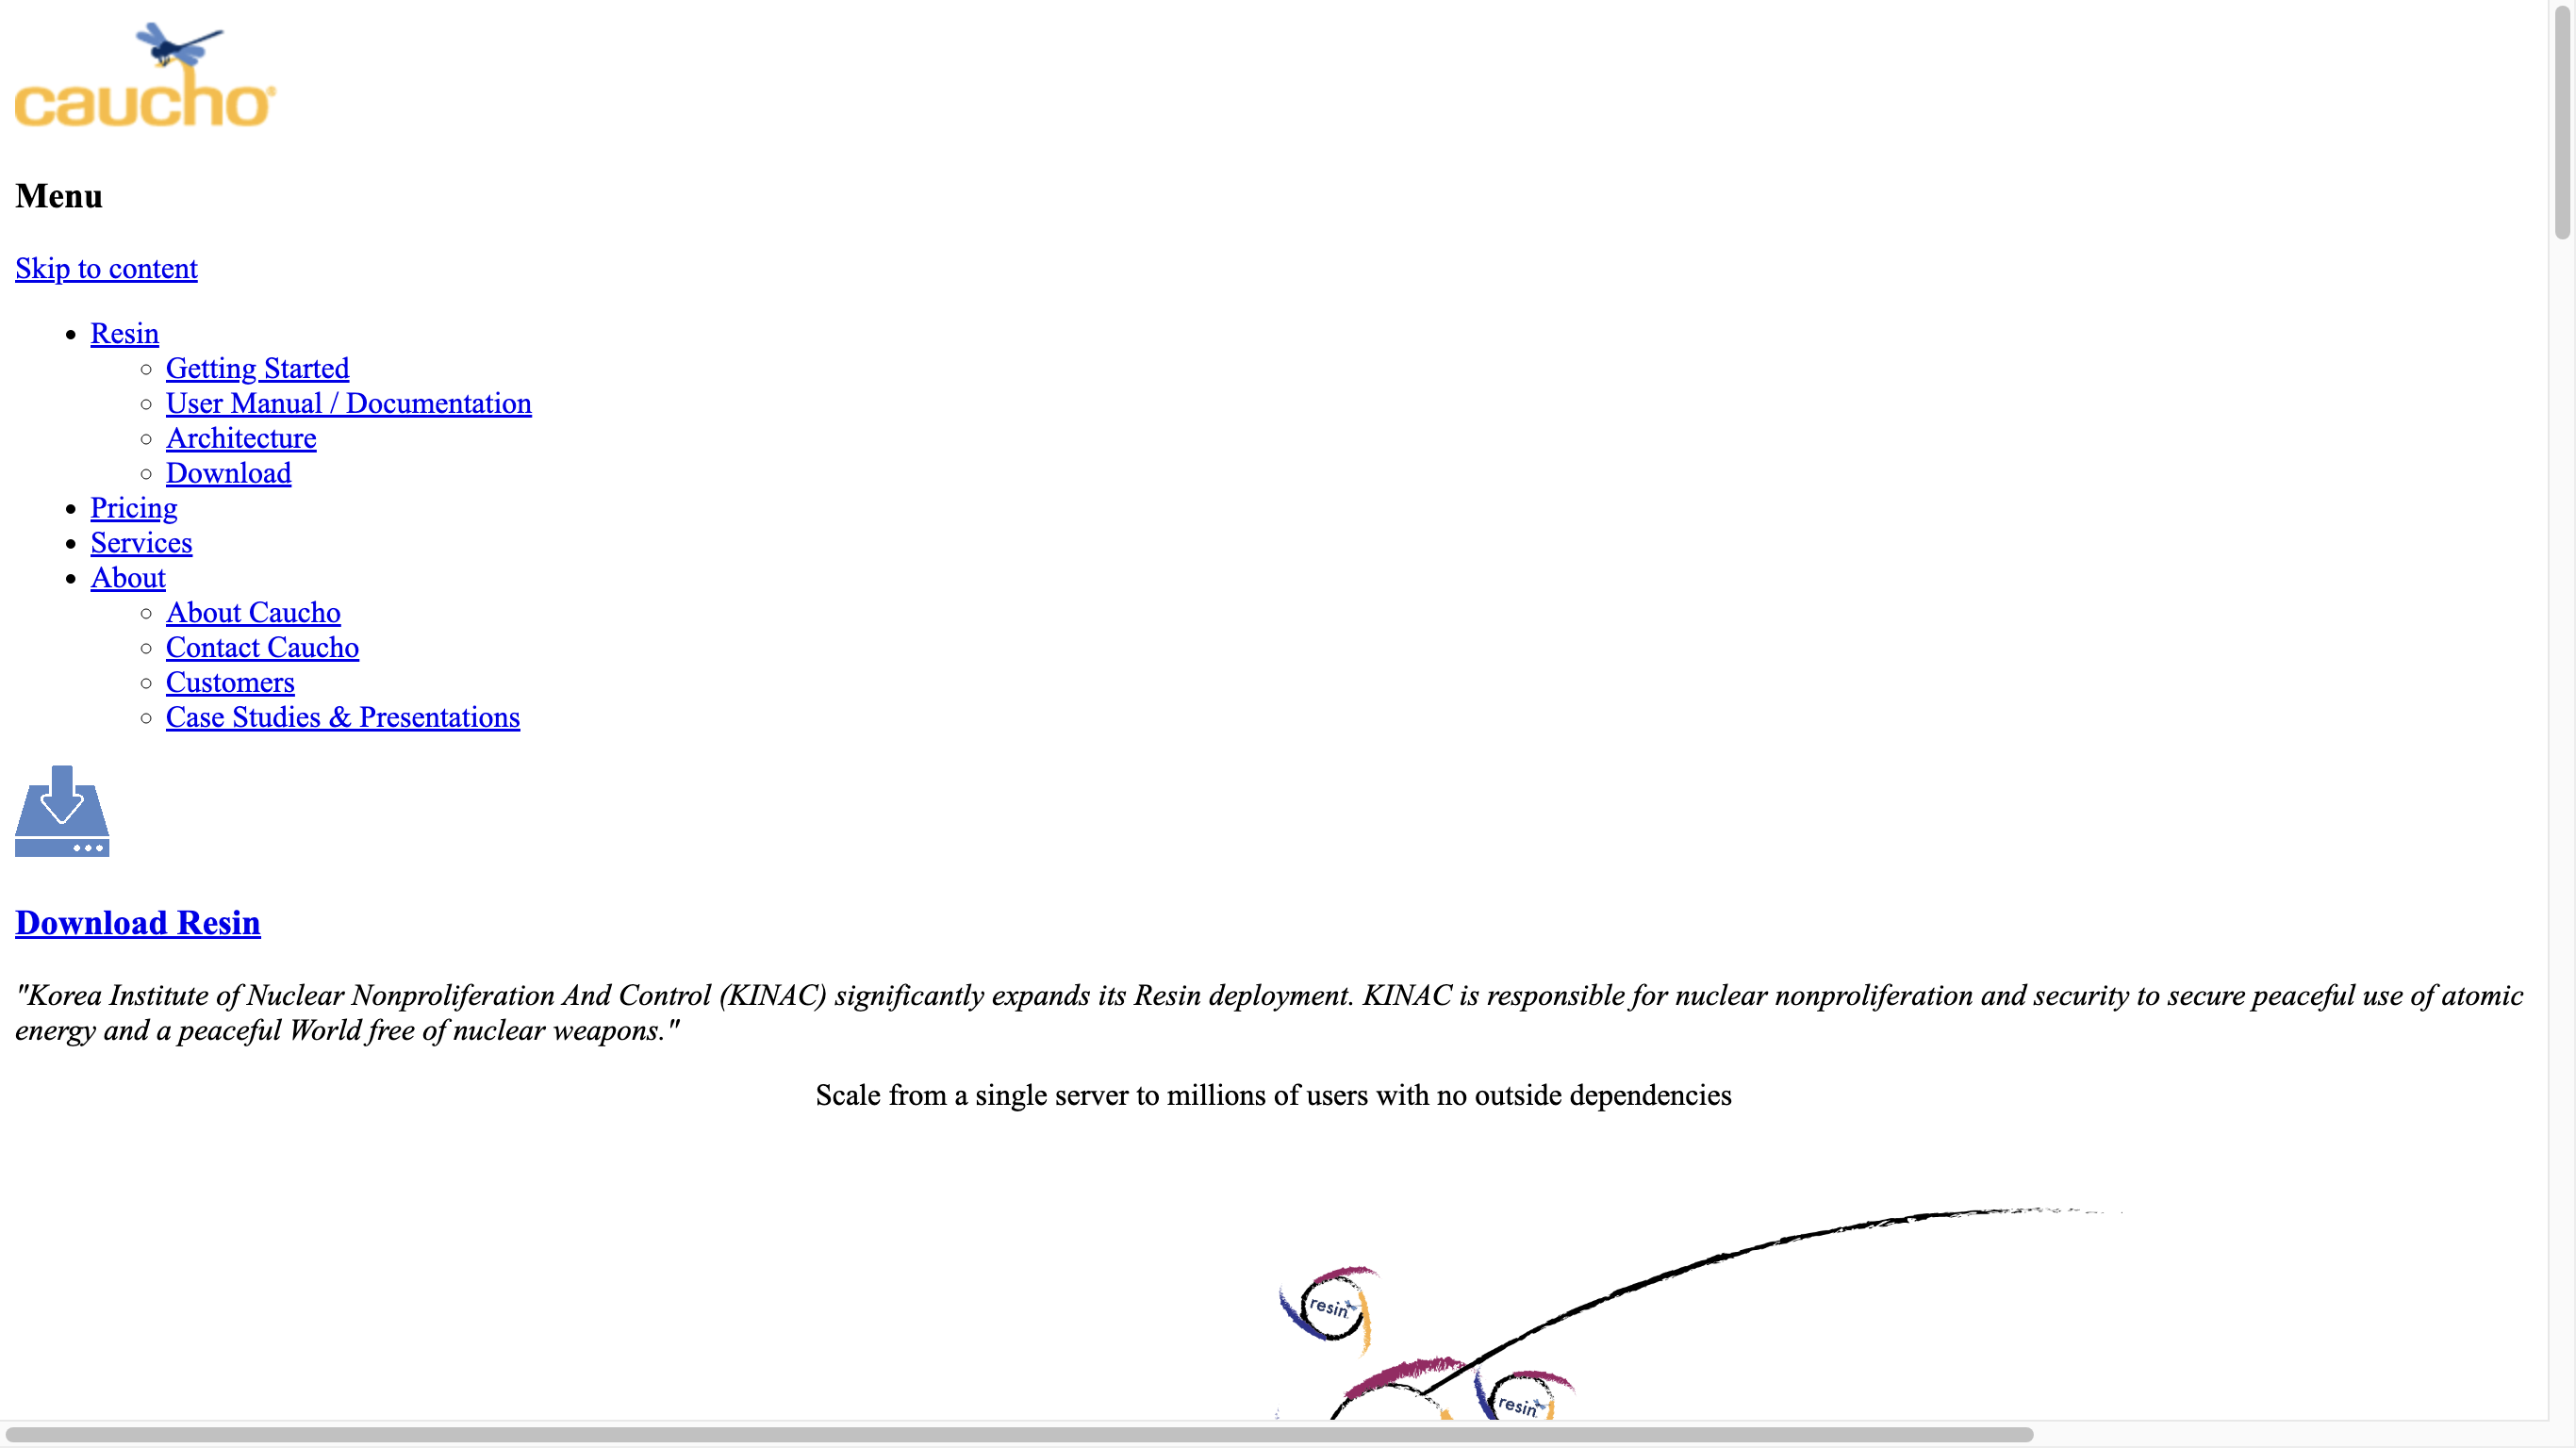 caucho®
Menu
Skip to content
Resin
Getting Started
User Manual / Documentation
Architecture
Download
Pricing
Services
About
About Caucho
Contact Caucho
Customers
Case Studies & Presentations
Download Resin
"Korea Institute of Nuclear Nonproliferation And Control (KINAC) significantly expands its Resin deployment. KINAC is responsible for nuclear nonproliferation and security to secure peaceful use of atomic
energy and a peaceful World free of nuclear weapons."
Scale from a single server to millions of users with no outside dependencies
resin
resin